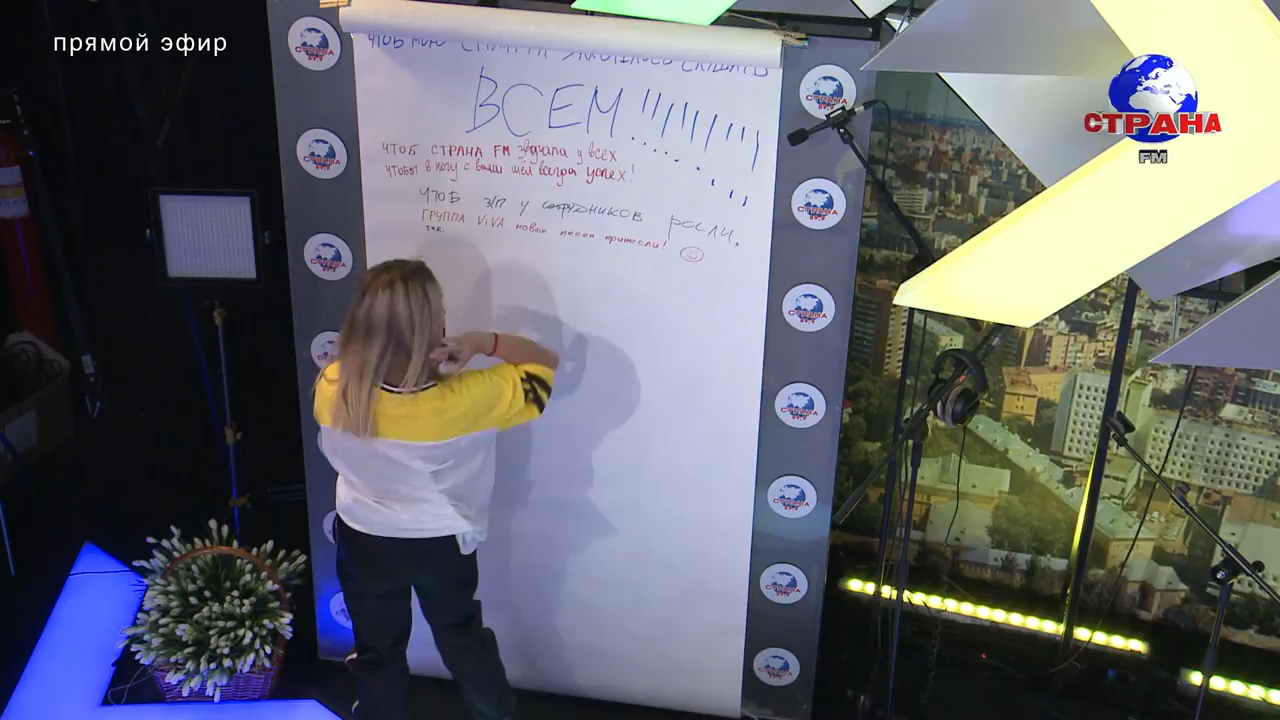 прямой эфир
СТРАНА
FM
ВСЕМ!!!!!!!
чтоб СТРАНА FM звучала у всех
чтобы в ногу с вами шёл всегда успех!
Чтоб з/п у сотрудников росли,
ГРУППА ViVA новых песен принесли!